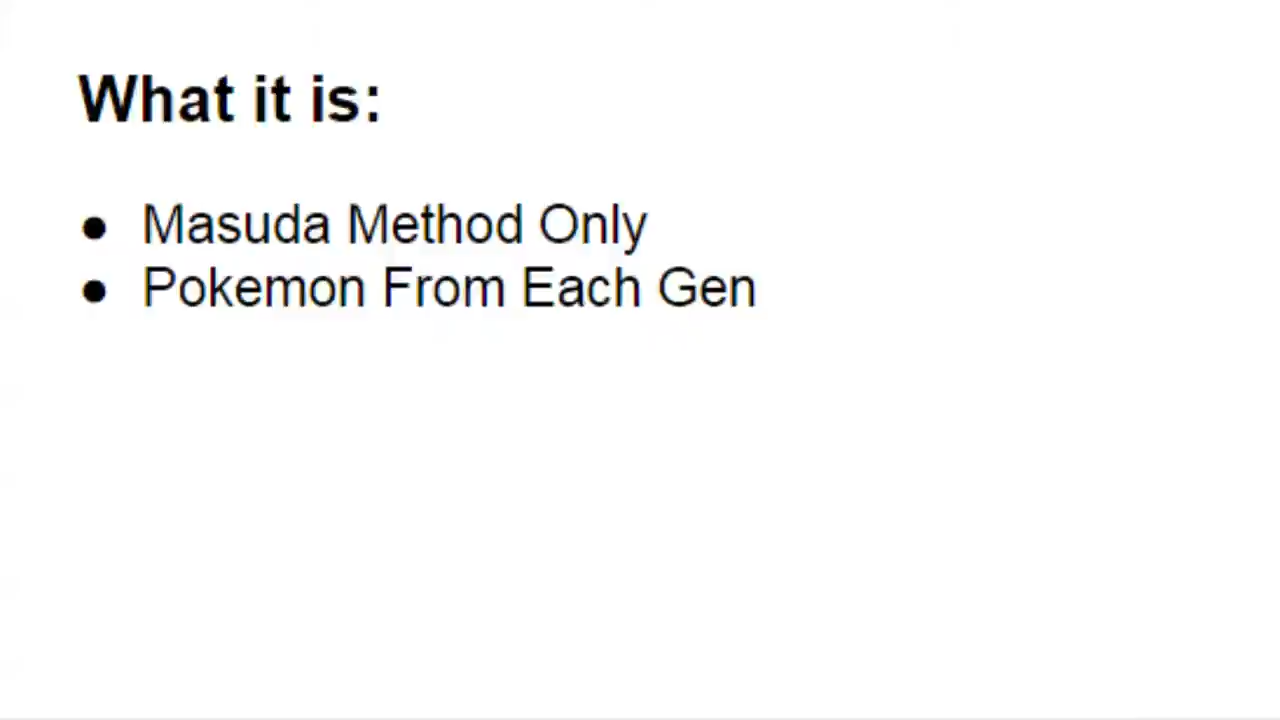 What it is:
● Masuda Method Only
● Pokemon From Each Gen